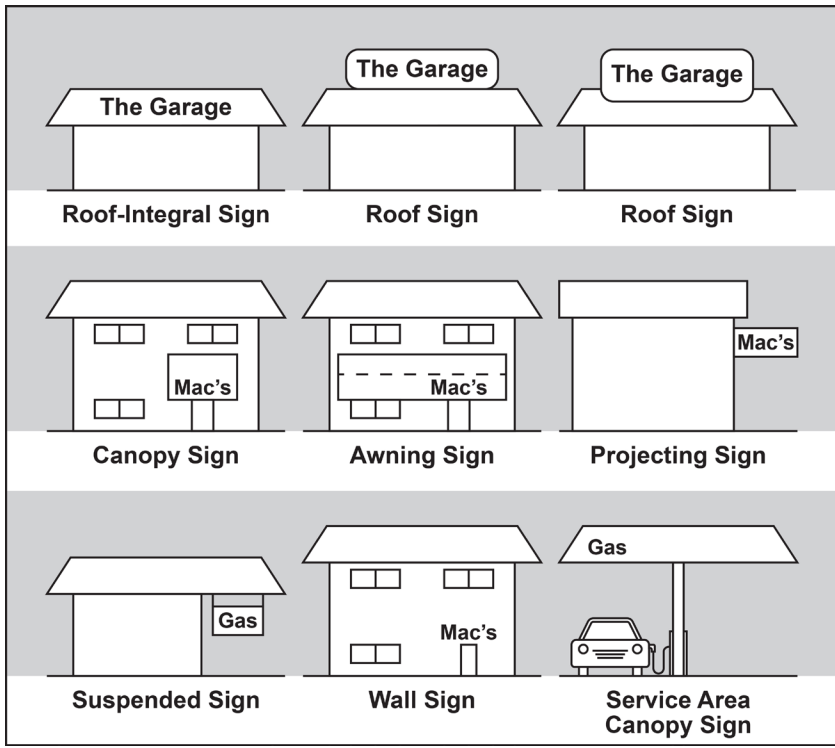 The Garage
The Garage
The Garage
Roof-Integral Sign
Roof Sign
Roof Sign
Mac's
Mac's
Mac's
Canopy Sign
Awning Sign
Projecting Sign
Gas
Mac's
Gas
Suspended Sign
Wall Sign
Service Area
Canopy Sign